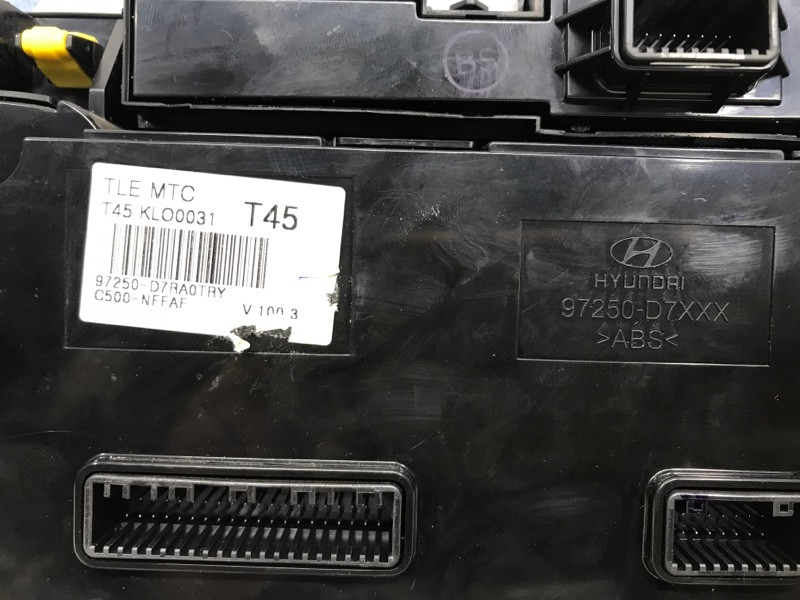 BS
TLE MTC
T45 KLO0031 T45
97250-D7RA0TRY
C500-NFFAF V 100.3
HYUNDAI
97250-D7XXX
>ABS<